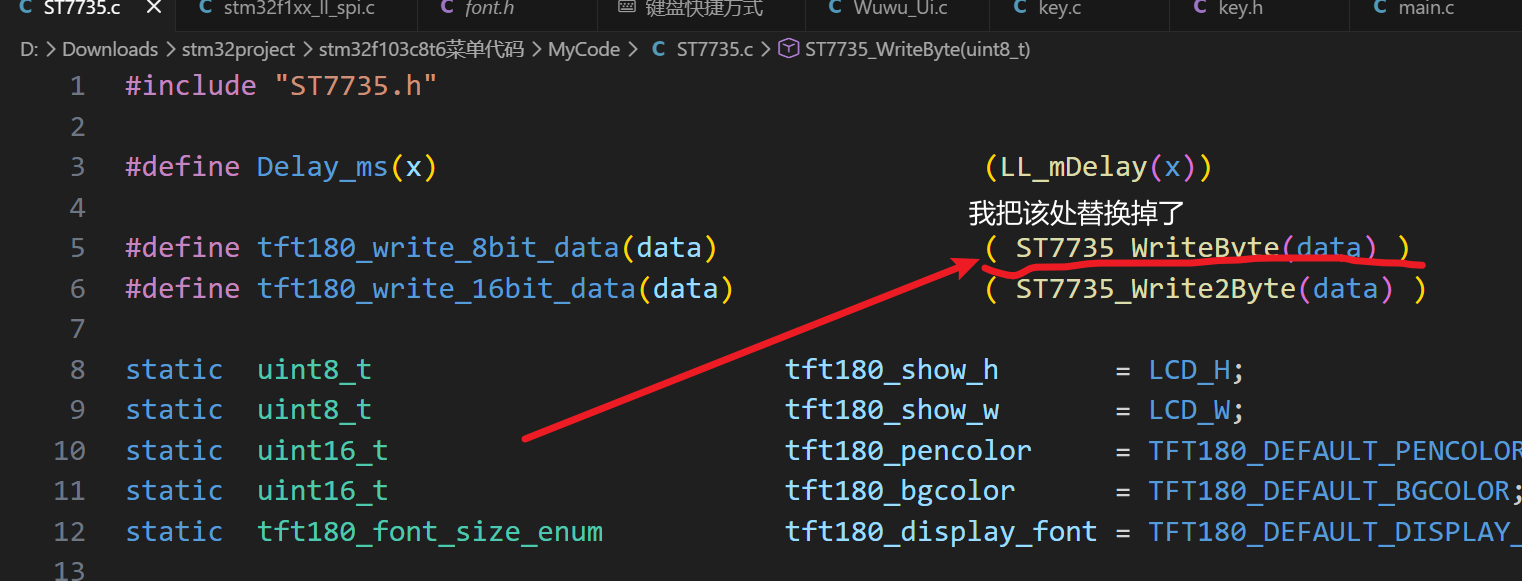 ST7735.c × stm32f1xx_ll_spi.c font.h 键盘快捷方式 Wuwu_Ui.c key.c key.h main.c
D: > Downloads > stm32project > stm32f103c8t6菜单代码 > MyCode > C ST7735.c > ST7735_WriteByte(uint8_t)
1 #include "ST7735.h"
2
3 #define Delay_ms(x) (LL_mDelay(x))
4 我把该处替换掉了
5 #define tft180_write_8bit_data(data) ( ST7735_WriteByte(data) )
6 #define tft180_write_16bit_data(data) ( ST7735_Write2Byte(data) )
7
8 static uint8_t tft180_show_h = LCD_H;
9 static uint8_t tft180_show_w = LCD_W;
10 static uint16_t tft180_pencolor = TFT180_DEFAULT_PENCOLOR
11 static uint16_t tft180_bgcolor = TFT180_DEFAULT_BGCOLOR;
12 static tft180_font_size_enum tft180_display_font = TFT180_DEFAULT_DISPLAY_
13